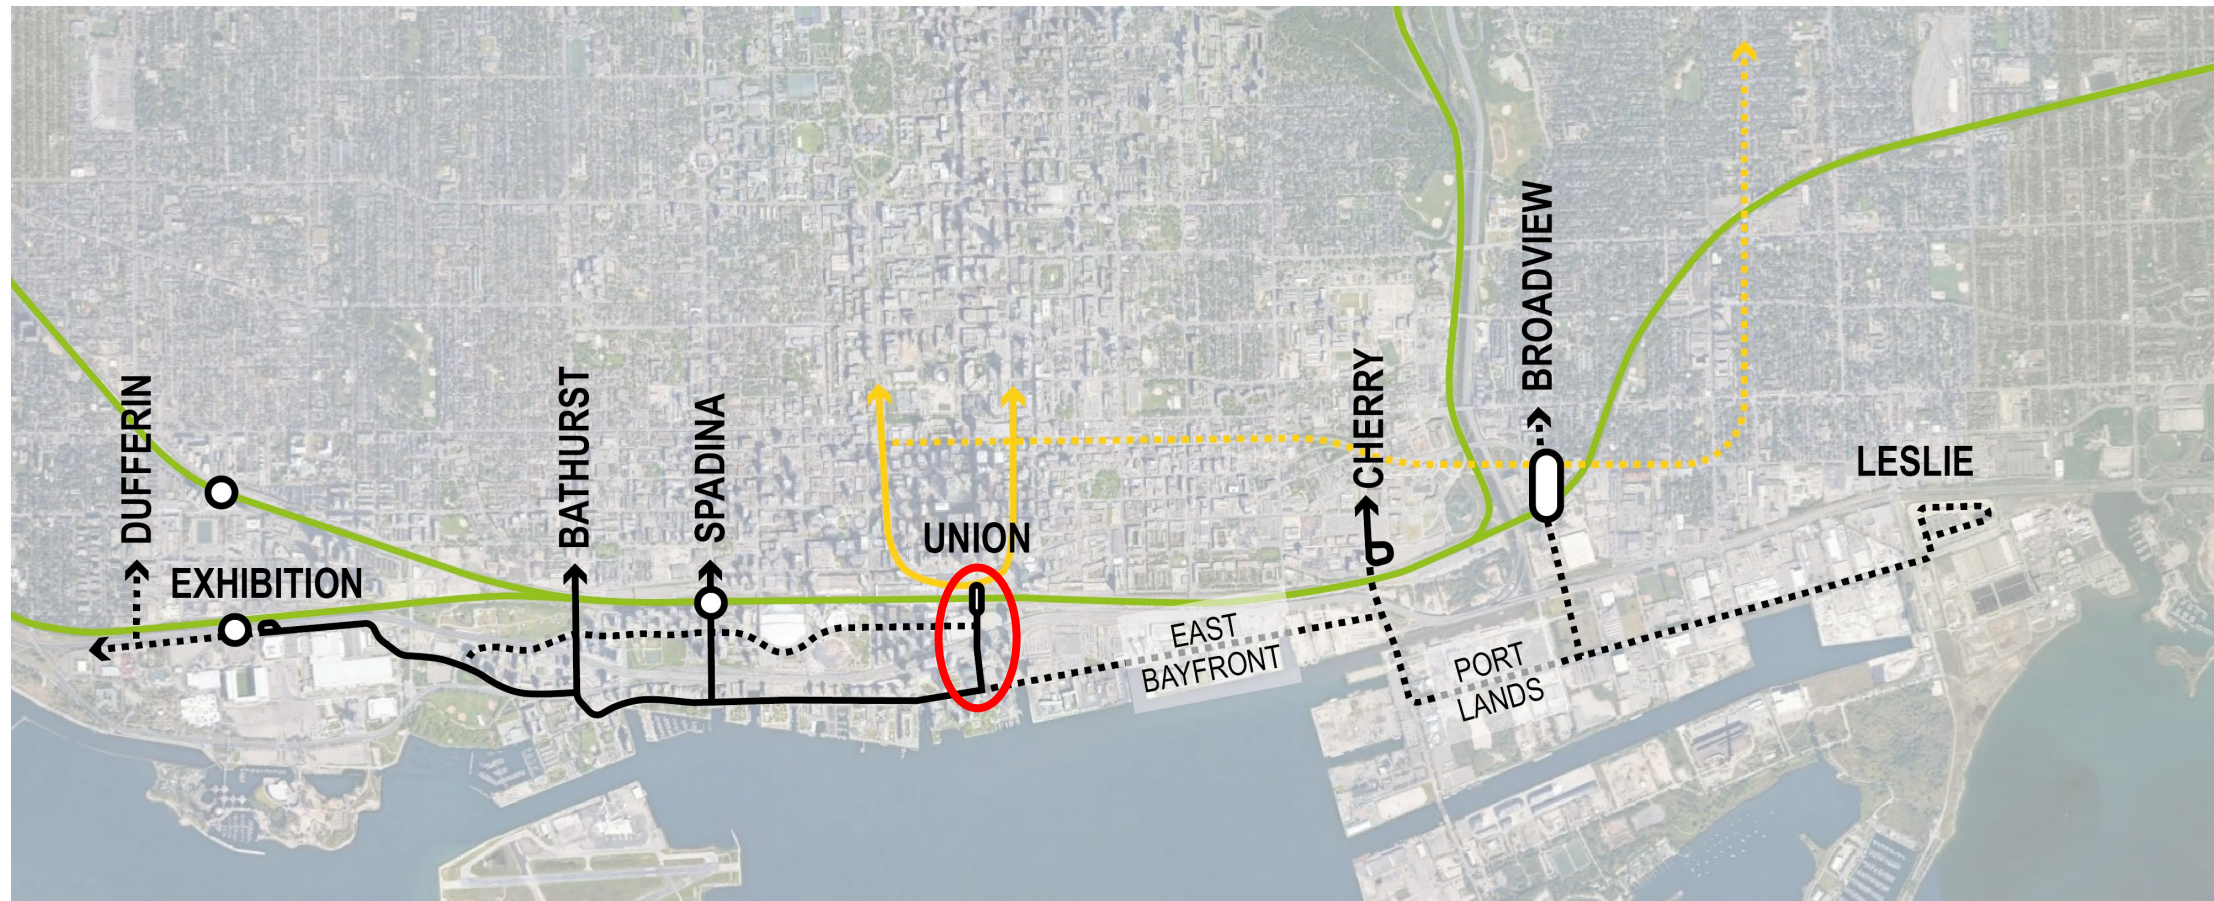 DUFFERIN
EXHIBITION
BATHURST
SPADINA
UNION
EAST
BAYFRONT
CHERRY
BROADVIEW
PORT
LANDS
LESLIE